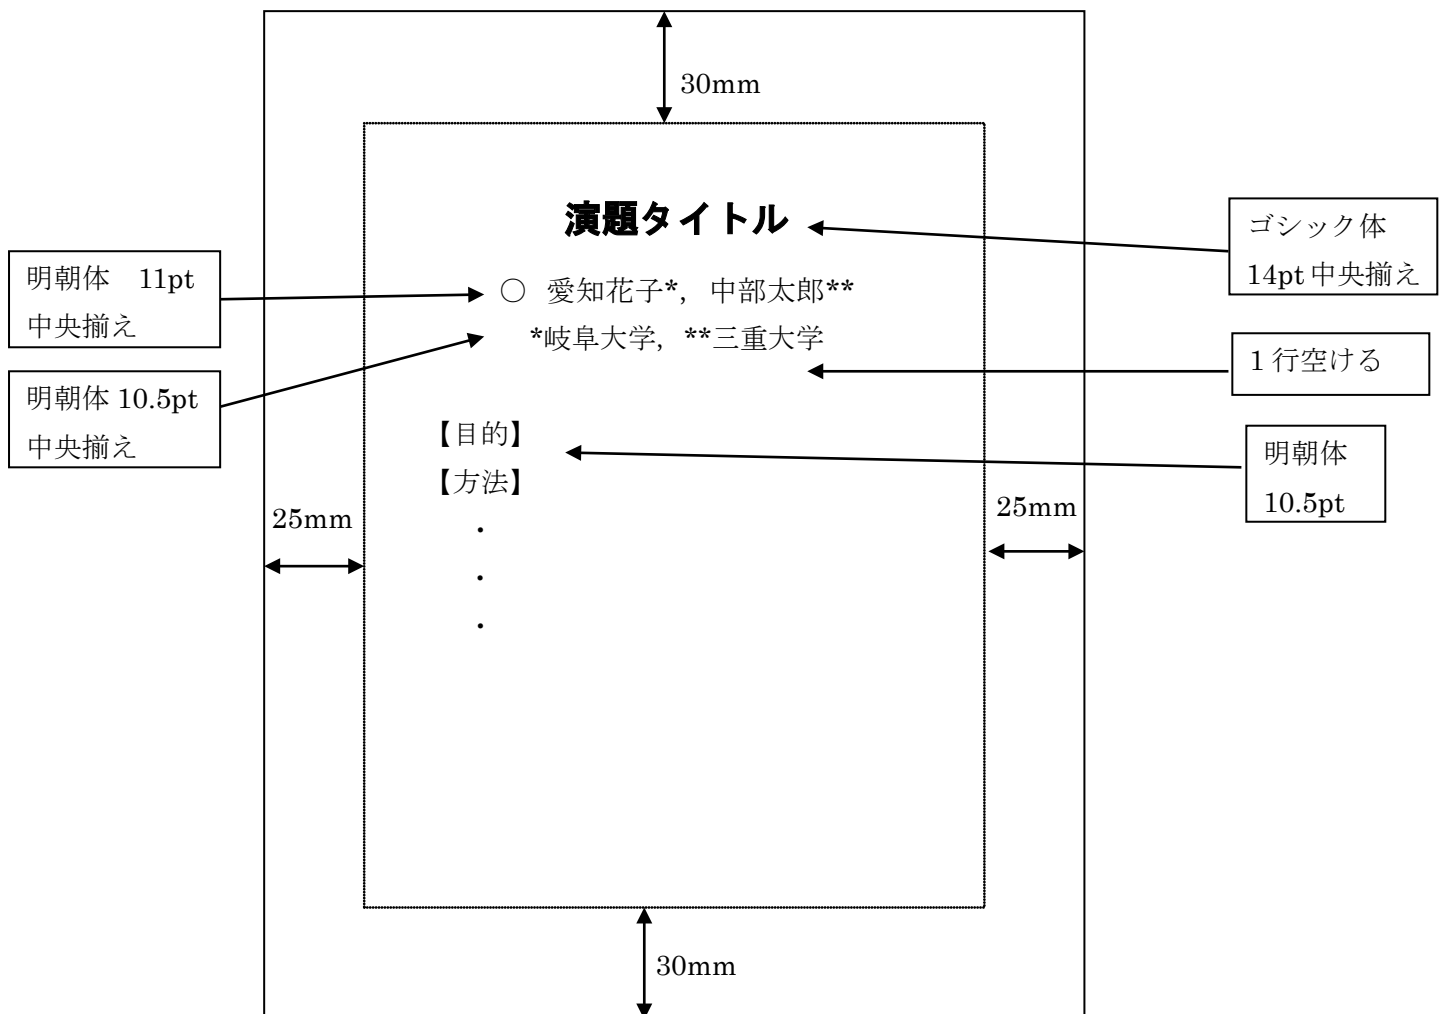 30mm
演題タイトル
ゴシック体
14pt 中央揃え
明朝体　11pt
中央揃え
○ 愛知花子*，中部太郎**
*岐阜大学，**三重大学
1 行空ける
明朝体 10.5pt
中央揃え
【目的】
【方法】
・
・
・
明朝体
10.5pt
25mm
25mm
30mm